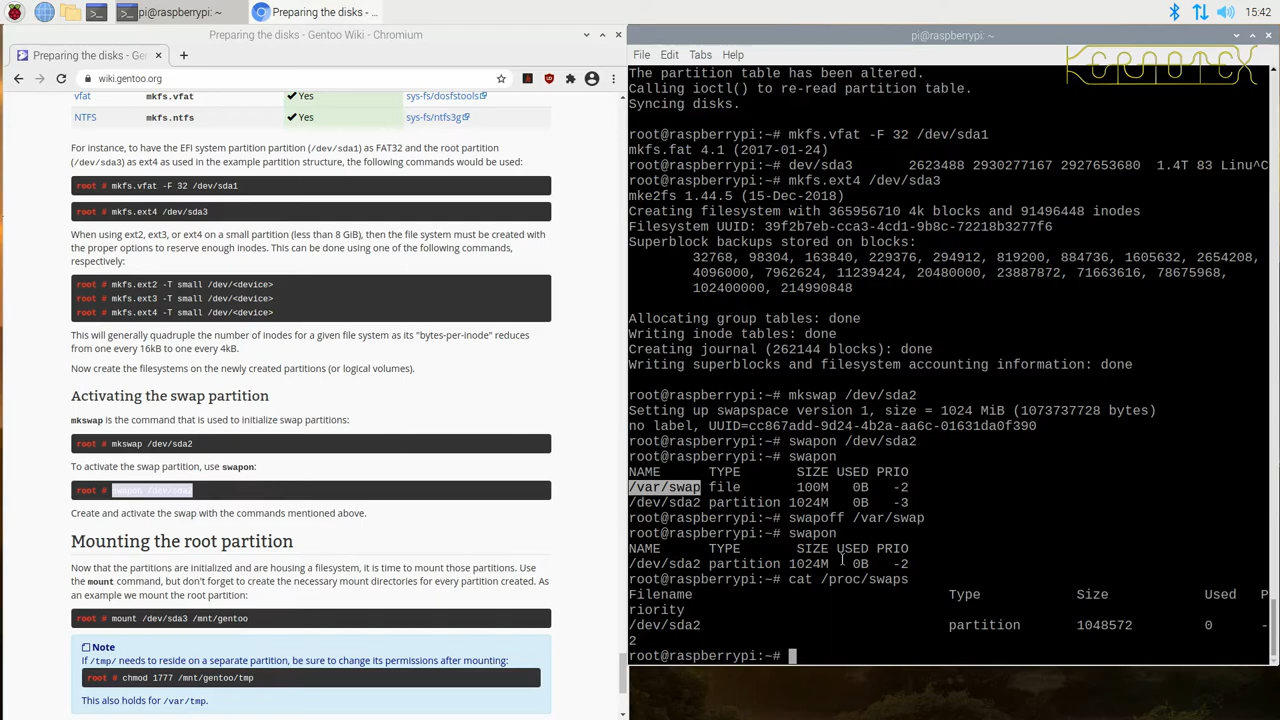 pi@raspberrypi: ~
Preparing the disks - ...
15:42
Preparing the disks - Gentoo Wiki - Chromium
Preparing the disks - Gentoo
wiki.gentoo.org
vfat mkfs.vfat Yes sys-fs/dosfstools
NTFS mkfs.ntfs Yes sys-fs/ntfs3g
For instance, to have the EFI system partition partition (/dev/sda1) as FAT32 and the root partition
(/dev/sda3) as ext4 as used in the example partition structure, the following commands would be used:
root # mkfs.vfat -F 32 /dev/sda1
root # mkfs.ext4 /dev/sda3
When using ext2, ext3, or ext4 on a small partition (less than 8 GiB), then the file system must be created with
the proper options to reserve enough inodes. This can be done using one of the following commands,
respectively:
root # mkfs.ext2 -T small /dev/<device>
root # mkfs.ext3 -T small /dev/<device>
root # mkfs.ext4 -T small /dev/<device>
This will generally quadruple the number of inodes for a given file system as its "bytes-per-inode" reduces
from one every 16kB to one every 4kB.
Now create the filesystems on the newly created partitions (or logical volumes).
Activating the swap partition
mkswap is the command that is used to initialize swap partitions:
root # mkswap /dev/sda2
To activate the swap partition, use swapon:
root # swapon /dev/sda2
Create and activate the swap with the commands mentioned above.
Mounting the root partition
Now that the partitions are initialized and are housing a filesystem, it is time to mount those partitions. Use
the mount command, but don't forget to create the necessary mount directories for every partition created. As
an example we mount the root partition:
root # mount /dev/sda3 /mnt/gentoo
Note
If /tmp/ needs to reside on a separate partition, be sure to change its permissions after mounting:
root # chmod 1777 /mnt/gentoo/tmp
This also holds for /var/tmp.
pi@raspberrypi: ~
File Edit Tabs Help
The partition table has been altered.
Calling ioctl() to re-read partition table.
Syncing disks.
root@raspberrypi:~# mkfs.vfat -F 32 /dev/sda1
mkfs.fat 4.1 (2017-01-24)
root@raspberrypi:~# dev/sda3 2623488 2930277167 2927653680 1.4T 83 Linu^C
root@raspberrypi:~# mkfs.ext4 /dev/sda3
mke2fs 1.44.5 (15-Dec-2018)
Creating filesystem with 365956710 4k blocks and 91496448 inodes
Filesystem UUID: 39f2b7eb-cca3-4cd1-9b8c-72218b3277f6
Superblock backups stored on blocks:
32768, 98304, 163840, 229376, 294912, 819200, 884736, 1605632, 2654208,
4096000, 7962624, 11239424, 20480000, 23887872, 71663616, 78675968,
102400000, 214990848
Allocating group tables: done
Writing inode tables: done
Creating journal (262144 blocks): done
Writing superblocks and filesystem accounting information: done
root@raspberrypi:~# mkswap /dev/sda2
Setting up swapspace version 1, size = 1024 MiB (1073737728 bytes)
no label, UUID=cc867add-9d24-4b2a-aa6c-01631da0f390
root@raspberrypi:~# swapon /dev/sda2
root@raspberrypi:~# swapon
NAME TYPE SIZE USED PRIO
/var/swap file 100M 0B -2
/dev/sda2 partition 1024M 0B -3
root@raspberrypi:~# swapoff /var/swap
root@raspberrypi:~# swapon
NAME TYPE SIZE USED PRIO
/dev/sda2 partition 1024M 0B -2
root@raspberrypi:~# cat /proc/swaps
Filename Type Size Used P
riority
/dev/sda2 partition 1048572 0 -
2
root@raspberrypi:~#